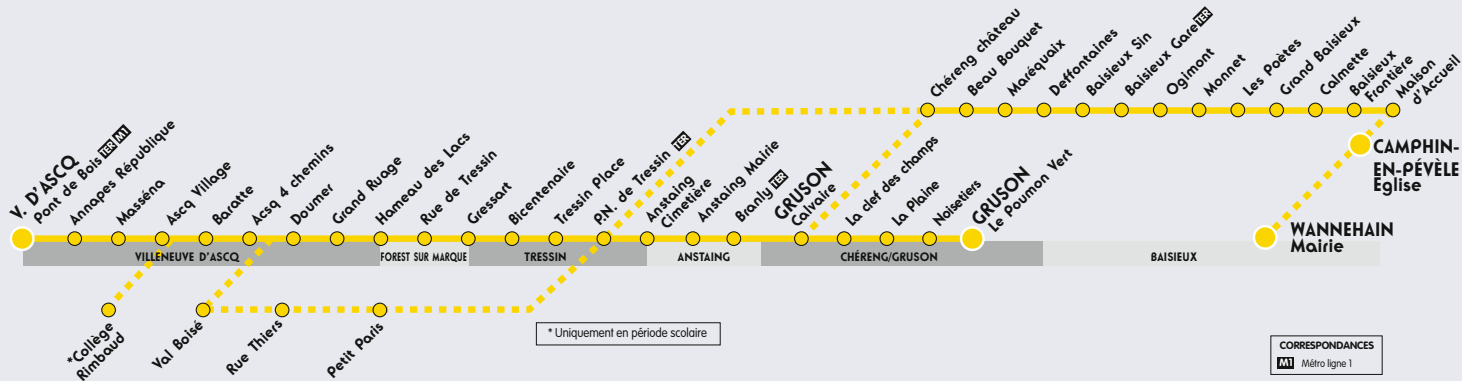 V. D'ASCQ
Pont de Bois TER M1
Annapes République
Masséna
Ascq Village
Baratte
Acsq 4 chemins
Doumer
Grand Ruage
Hameau des Lacs
Rue de Tressin
Gressart
Bicentenaire
Tressin Place
P.N. de Tressin TER
Anstaing
Cimetière
Anstaing Mairie
Branly TER
GRUSON
Calvaire
La clef des champs
La Plaine
Noisetiers
GRUSON
Le Poumon Vert
Chéreng château
Beau Bouquet
Maréquaix
Deffontaines
Baisieux Sin
Baisieux Gare TER
Ogimont
Monnet
Les Poètes
Grand Baisieux
Calmette
Baisieux
Frontière
Maison
d'Accueil
CAMPHIN-
EN-PÉVÈLE
Église
WANNEHAIN
Mairie
VILLENEUVE D'ASCQ
FOREST SUR MARQUE
TRESSIN
ANSTAING
CHÉRENG/GRUSON
BAISIEUX
*Collège
Rimbaud
Val Boisé
Rue Thiers
Petit Paris
* Uniquement en période scolaire
CORRESPONDANCES
M1 Métro ligne 1